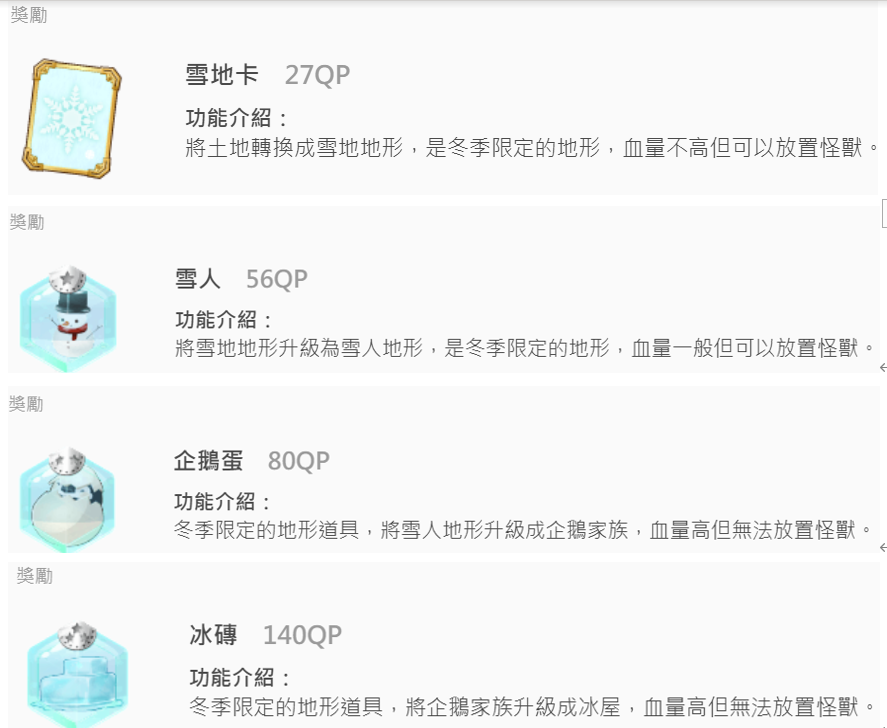 獎勵
雪地卡 27QP
功能介紹：
將土地轉換成雪地地形，是冬季限定的地形，血量不高但可以放置怪獸。
獎勵
雪人 56QP
功能介紹：
將雪地地形升級為雪人地形，是冬季限定的地形，血量一般但可以放置怪獸。
獎勵
企鵝蛋 80QP
功能介紹：
冬季限定的地形道具，將雪人地形升級成企鵝家族，血量高但無法放置怪獸。
獎勵
冰磚 140QP
功能介紹：
冬季限定的地形道具，將企鵝家族升級成冰屋，血量高但無法放置怪獸。